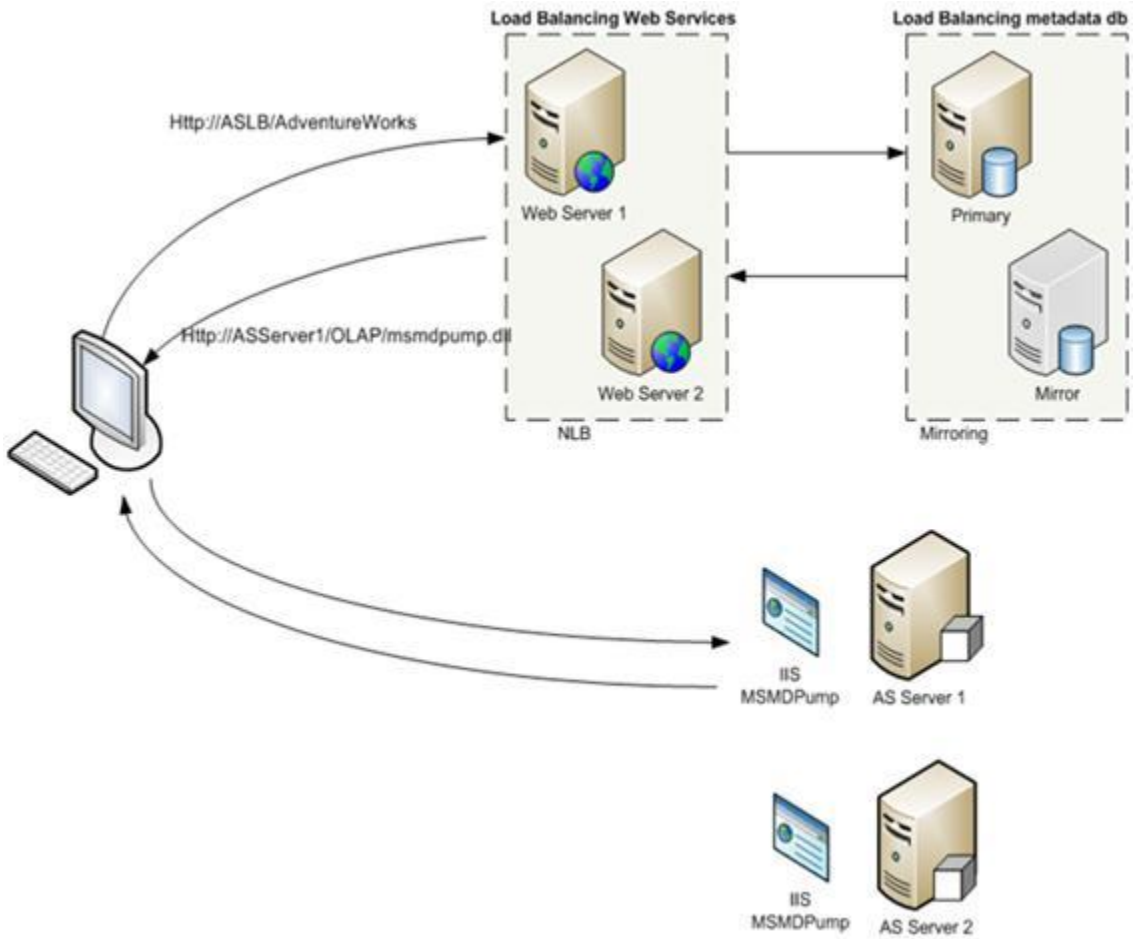 Load Balancing Web Services
Load Balancing metadata db
Http://ASLB/AdventureWorks
Web Server 1
Primary
Http://ASServer1/OLAP/msmdpump.dll
Web Server 2
Mirror
NLB
Mirroring
IIS
MSMDPump
AS Server 1
IIS
MSMDPump
AS Server 2